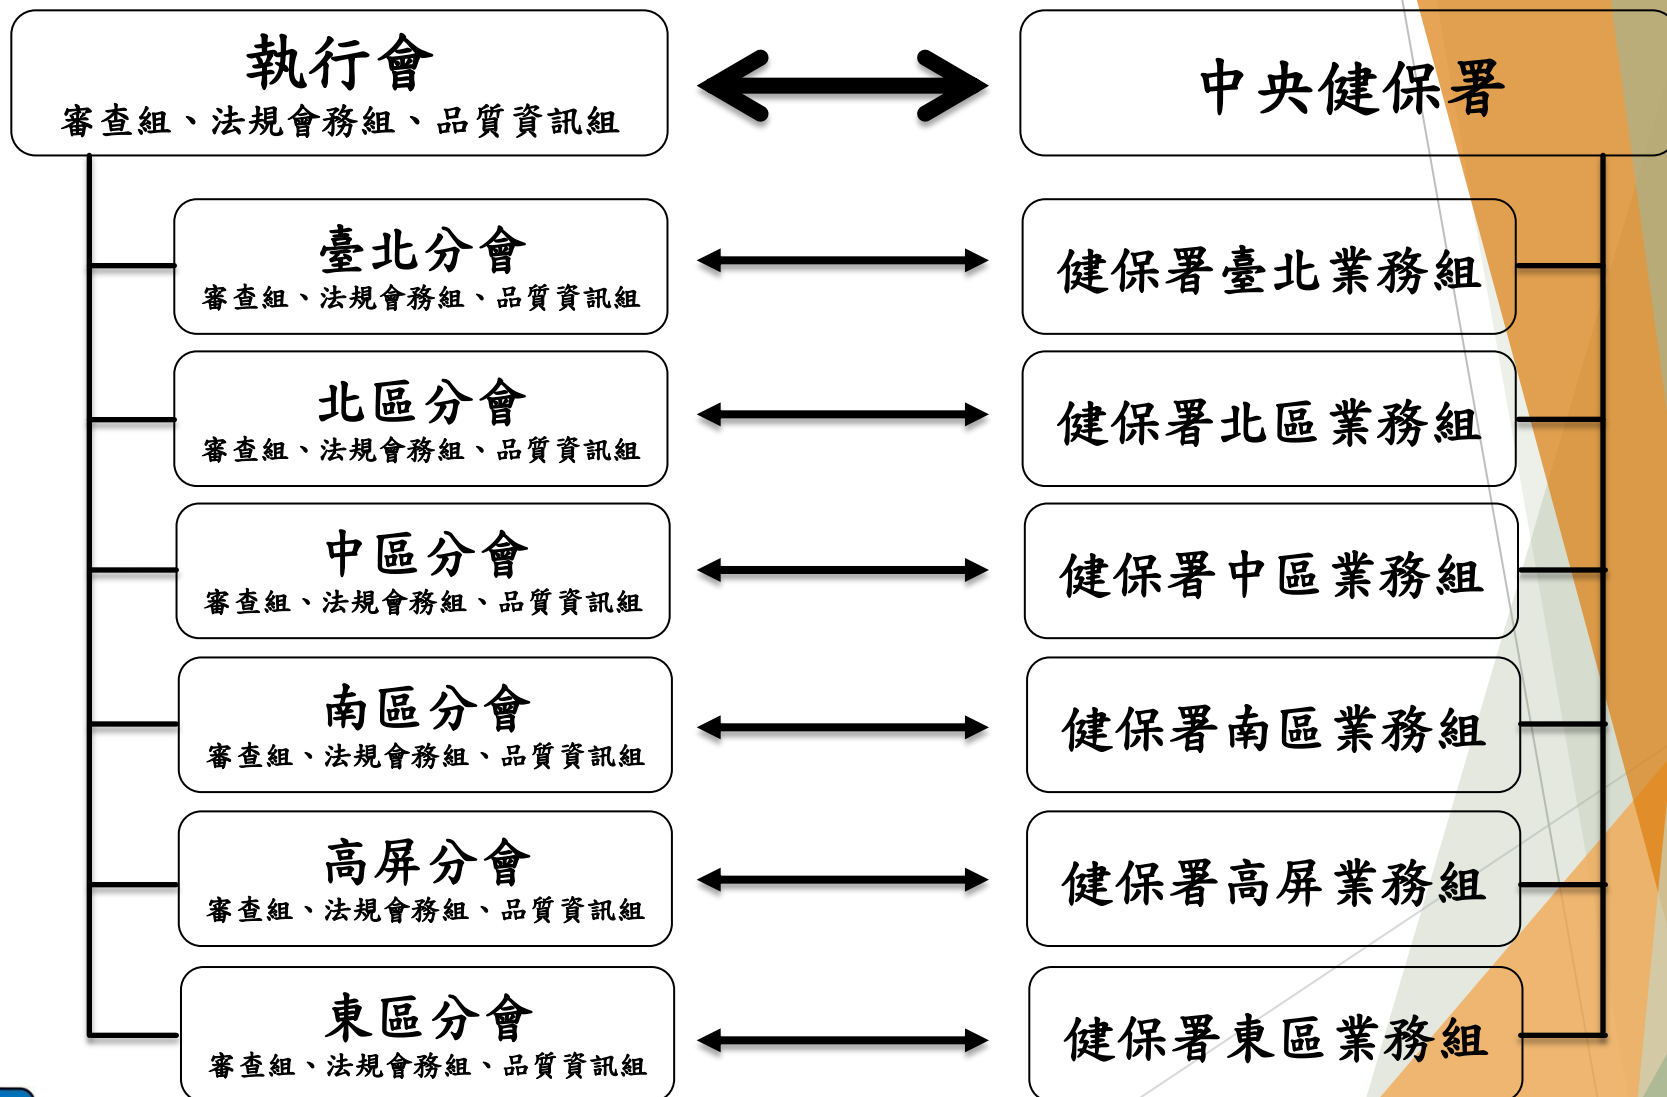 執行會
審查組、法規會務組、品質資訊組
中央健保署
臺北分會
審查組、法規會務組、品質資訊組
健保署臺北業務組
北區分會
審查組、法規會務組、品質資訊組
健保署北區業務組
中區分會
審查組、法規會務組、品質資訊組
健保署中區業務組
南區分會
審查組、法規會務組、品質資訊組
健保署南區業務組
高屏分會
審查組、法規會務組、品質資訊組
健保署高屏業務組
東區分會
審查組、法規會務組、品質資訊組
健保署東區業務組